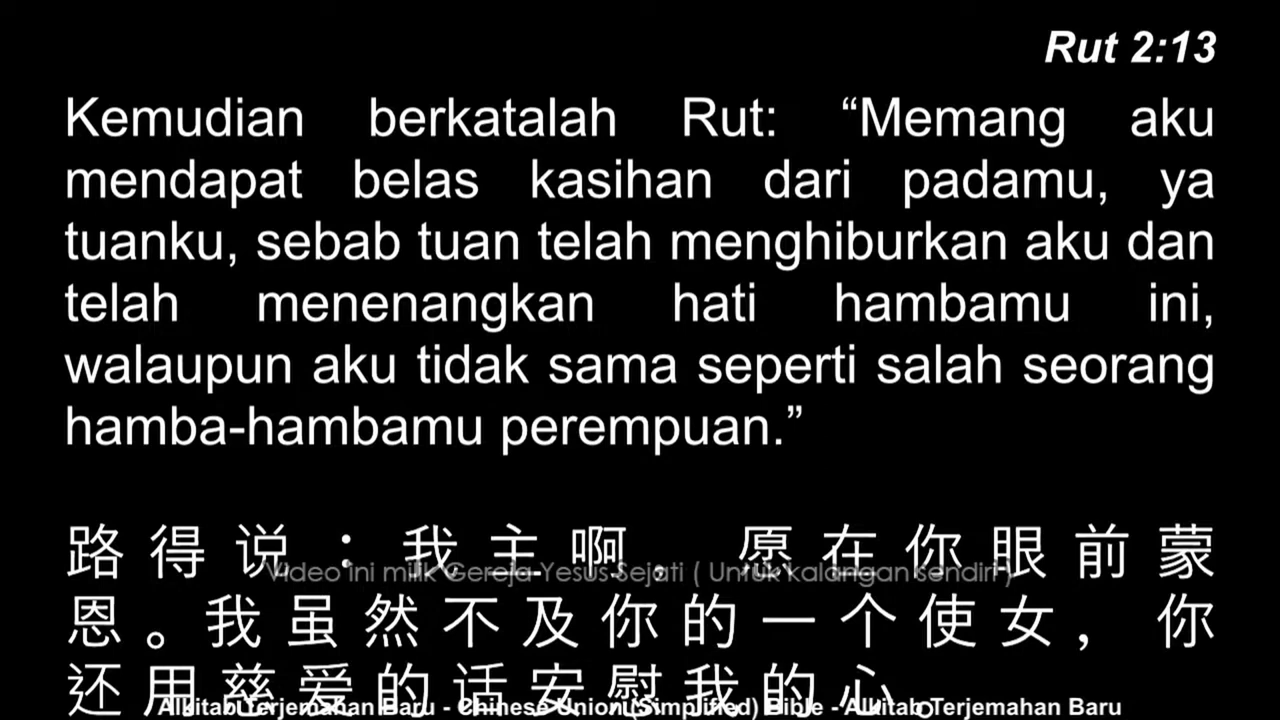 Rut 2:13
Kemudian berkatalah Rut: “Memang aku
mendapat belas kasihan dari padamu, ya
tuanku, sebab tuan telah menghiburkan aku dan
telah menenangkan hati hambamu ini,
walaupun aku tidak sama seperti salah seorang
hamba-hambamu perempuan.”
路得说：我主啊，愿在你眼前蒙
Video ini milik Gereja Yesus Sejati ( Untuk kalangan sendiri )
恩。我虽然不及你的一个使女，你
还用慈爱的话安慰我的心。
Alkitab Terjemahan Baru - Chinese Union (Simplified) Bible - Alkitab Terjemahan Baru